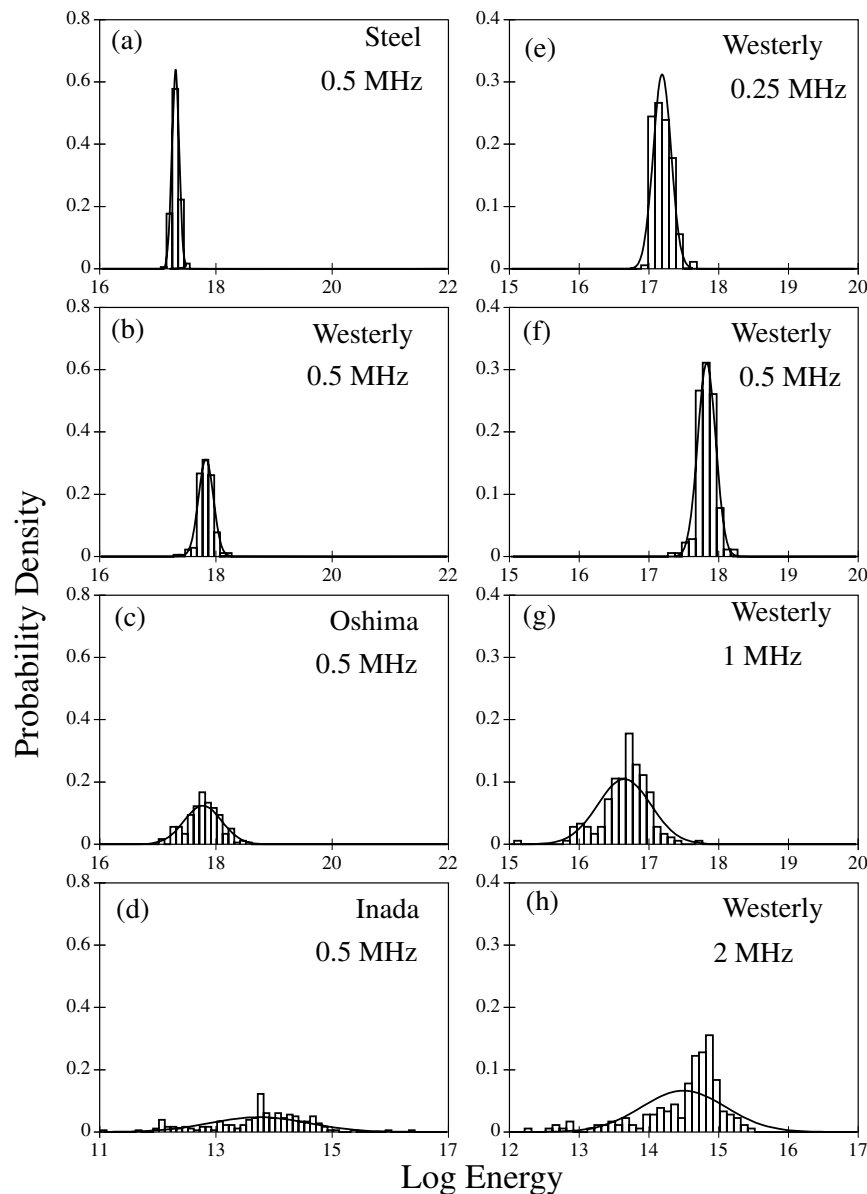 (a) Steel
0.5 MHz
0.8
0.6
0.4
0.2
0
16 18 20 22
(e) Westerly
0.25 MHz
0.4
0.3
0.2
0.1
0
15 16 17 18 19 20
(b) Westerly
0.5 MHz
0.8
0.6
0.4
0.2
0
16 18 20 22
(f) Westerly
0.5 MHz
0.4
0.3
0.2
0.1
0
15 16 17 18 19 20
(c) Oshima
0.5 MHz
0.8
0.6
0.4
0.2
0
16 18 20 22
(g) Westerly
1 MHz
0.4
0.3
0.2
0.1
0
15 16 17 18 19 20
(d) Inada
0.5 MHz
0.8
0.6
0.4
0.2
0
11 13 15 17
(h) Westerly
2 MHz
0.4
0.3
0.2
0.1
0
12 13 14 15 16 17
Probability Density
Log Energy